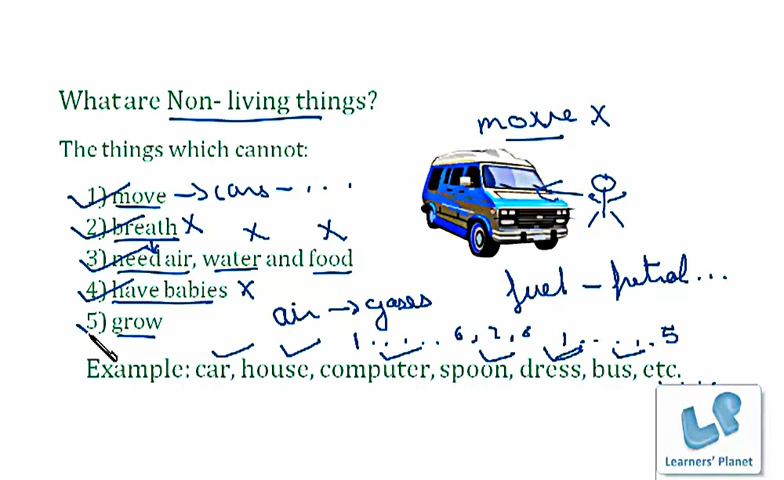 What are Non- living things?
move x
The things which cannot:
1) move → cars - . . .
2) breath x x x
3) need air, water and food
4) have babies x
air → gases
fuel - petrol ...
5) grow
1 . . . . . 6, 7, 8 1 . . . . . 5
Example: car, house, computer, spoon, dress, bus, etc.
LP
Learners' Planet